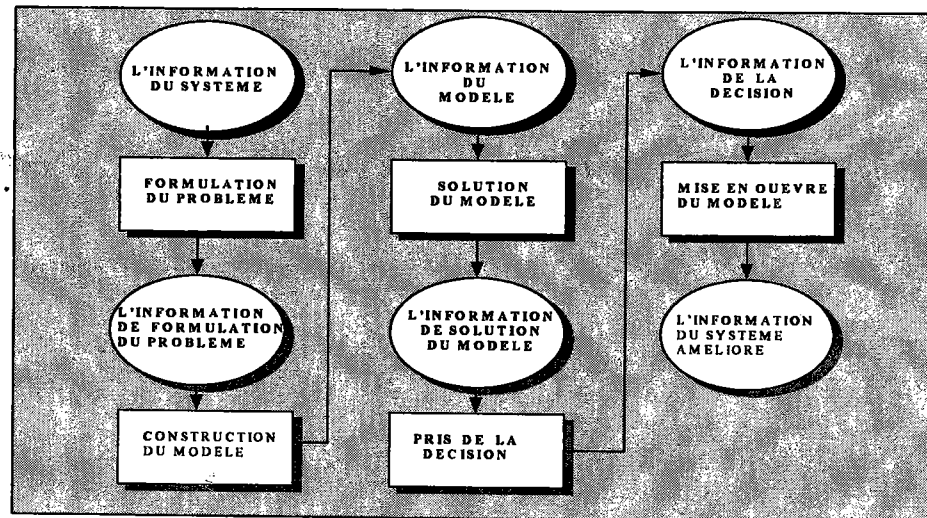 L'INFORMATION
DU SYSTEME
FORMULATION
DU PROBLEME
L'INFORMATION
DE FORMULATION
DU PROBLEME
CONSTRUCTION
DU MODELE
L'INFORMATION
DU
MODELE
SOLUTION
DU MODELE
L'INFORMATION
DE SOLUTION
DU MODELE
PRIS DE LA
DECISION
L'INFORMATION
DE LA
DECISION
MISE EN OUEVRE
DU MODELE
L'INFORMATION
DU SYSTEME
AMELIORE